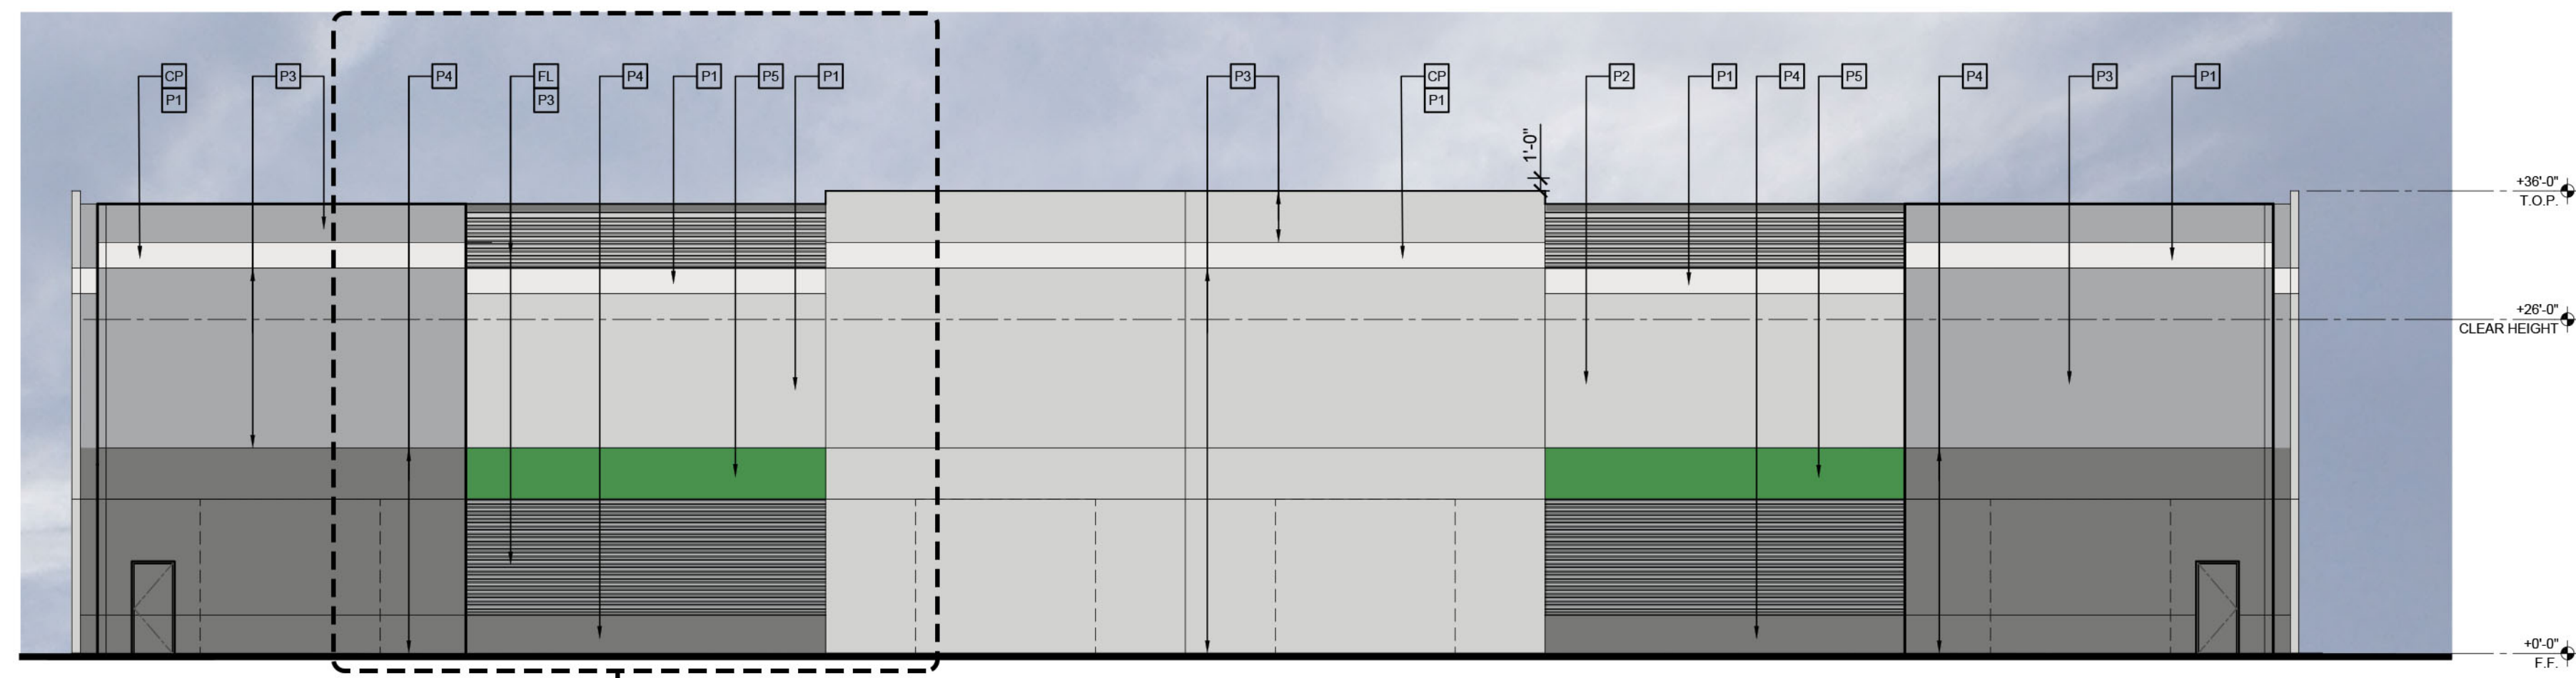 CP P3 P4 FL P4 P1 P5 P1 P3 CP P2 P1 P4 P5 P4 P3 P1
P1 P3 P1
1'-0"
+36'-0"
T.O.P.
+26'-0"
CLEAR HEIGHT
+0'-0"
F.F.